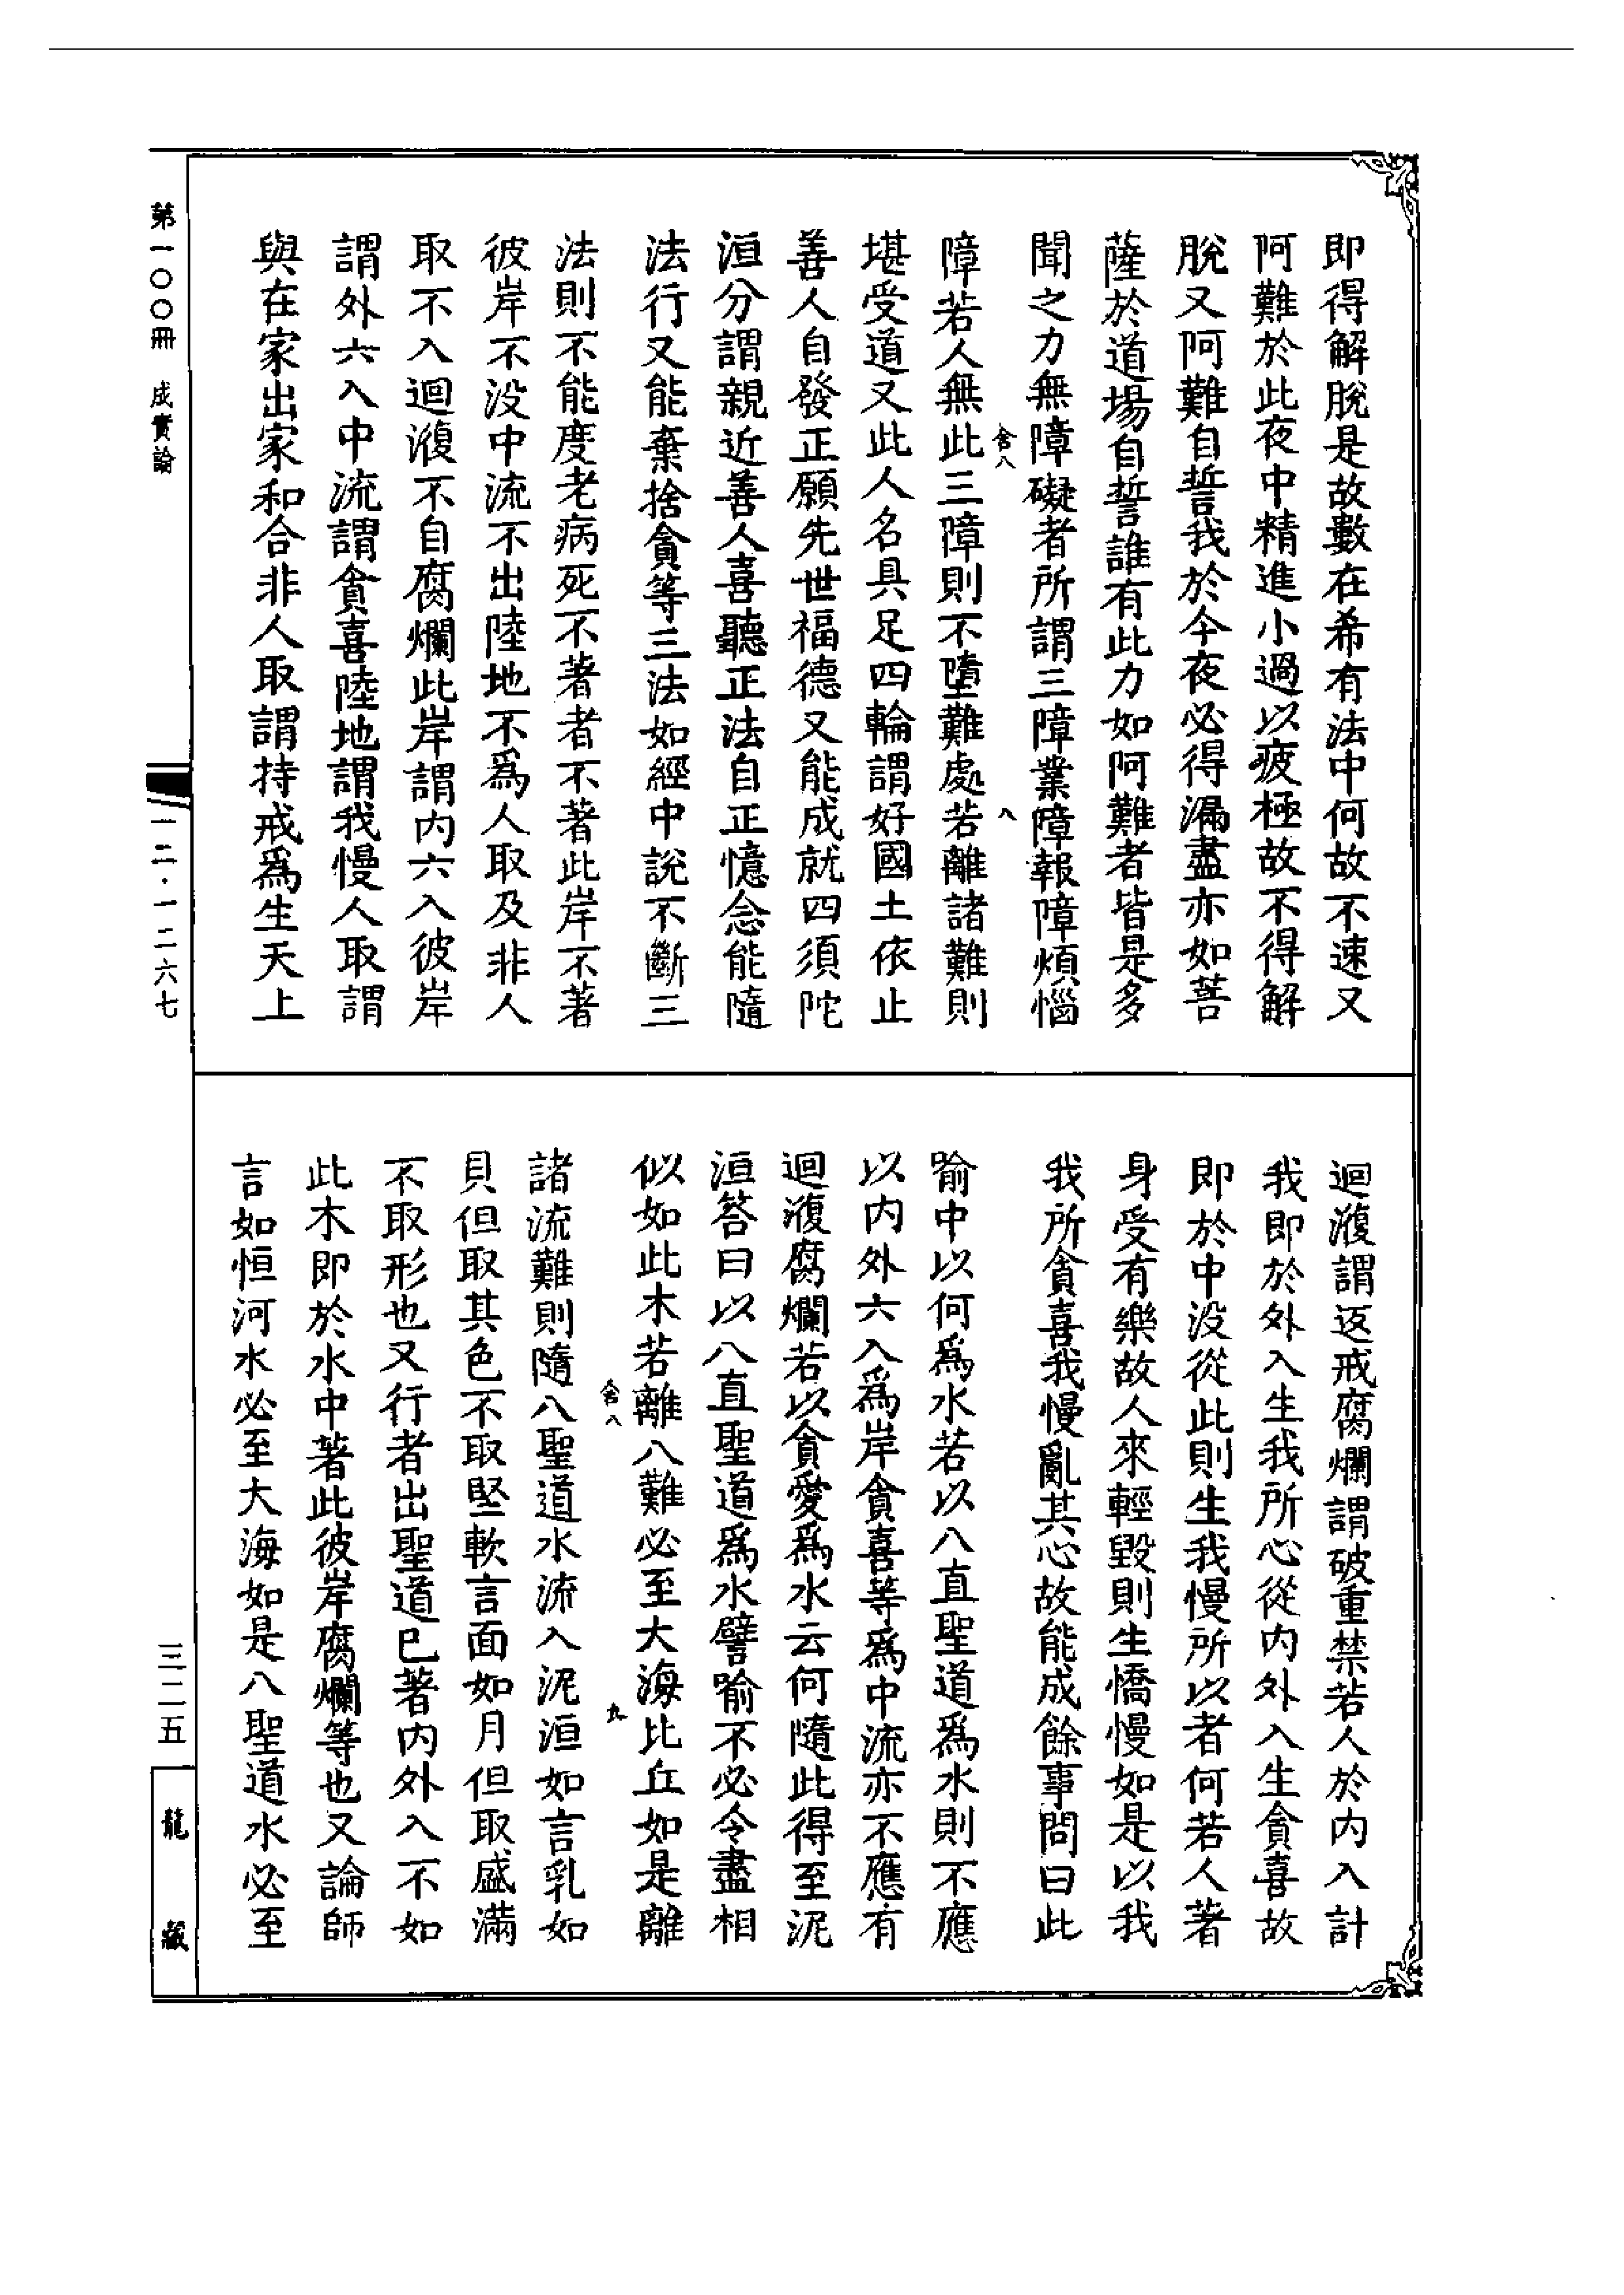 即得解脫是故數在希有法中何故不速又
阿難於此夜中精進小過以疲極故不得解
脫又阿難自誓我於今夜必得漏盡亦如菩
薩於道場自誓誰有此力如阿難者皆是多
聞之力無障礙者所謂三障業障報障煩惱
舍八
八
障若人無此三障則不墮難處若離諸難則
堪受道又此人名具足四輪謂好國土依止
善人自發正願先世福德又能成就四須陀
洹分謂親近善人喜聽正法自正憶念能隨
法行又能棄捨貪等三法如經中說不斷三
法則不能度老病死不著者不著此岸不著
彼岸不没中流不出陸地不爲人取及非人
取不入迴澓不自腐爛此岸謂内六入彼岸
謂外六入中流謂貪喜陸地謂我慢人取謂
與在家出家和合非人取謂持戒爲生天上
迴澓謂返戒腐爛謂破重禁若人於内入計
我即於外入生我所心從内外入生貪喜故
即於中没從此則生我慢所以者何若人著
身受有樂故人來輕毀則生憍慢如是以我
我所貪喜我慢亂其心故能成餘事問曰此
喻中以何爲水若以八直聖道爲水則不應
以内外六入爲岸貪喜等爲中流亦不應有
迴澓腐爛若以貪愛爲水云何隨此得至泥
洹答曰以八直聖道爲水譬喻不必令盡相
似如此木若離八難必至大海比丘如是離
舍八
九
諸流難則隨八聖道水流入泥洹如言乳如
貝但取其色不取堅軟言面如月但取盛滿
不取形也又行者出聖道已著内外入不如
此木即於水中著此彼岸腐爛等也又論師
言如恒河水必至大海如是八聖道水必至
第一〇〇冊 成實論
一二·一二六七
三二五
龍藏